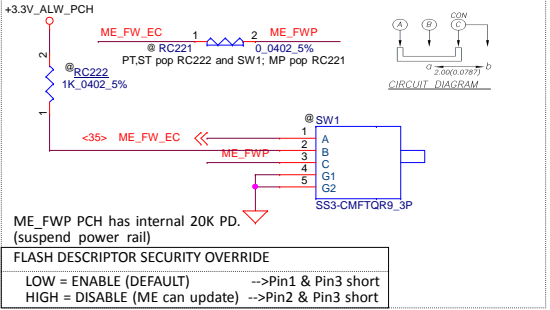 +3.3V_ALW_PCH
ME_FW_EC 1 2 ME_FWP
@ RC221 0_0402_5%
PT,ST pop RC222 and SW1; MP pop RC221
CON
A B C
a b
2.00(0.0787)
CIRCUIT DIAGRAM
2
@RC222
1K_0402_5%
1
@ SW1
<35> ME_FW_EC 1 A
2 B
ME_FWP 3 C
4 G1
5 G2
SS3-CMFTQR9_3P
ME_FWP PCH has internal 20K PD.
(suspend power rail)
FLASH DESCRIPTOR SECURITY OVERRIDE
LOW = ENABLE (DEFAULT) -->Pin1 & Pin3 short
HIGH = DISABLE (ME can update) -->Pin2 & Pin3 short